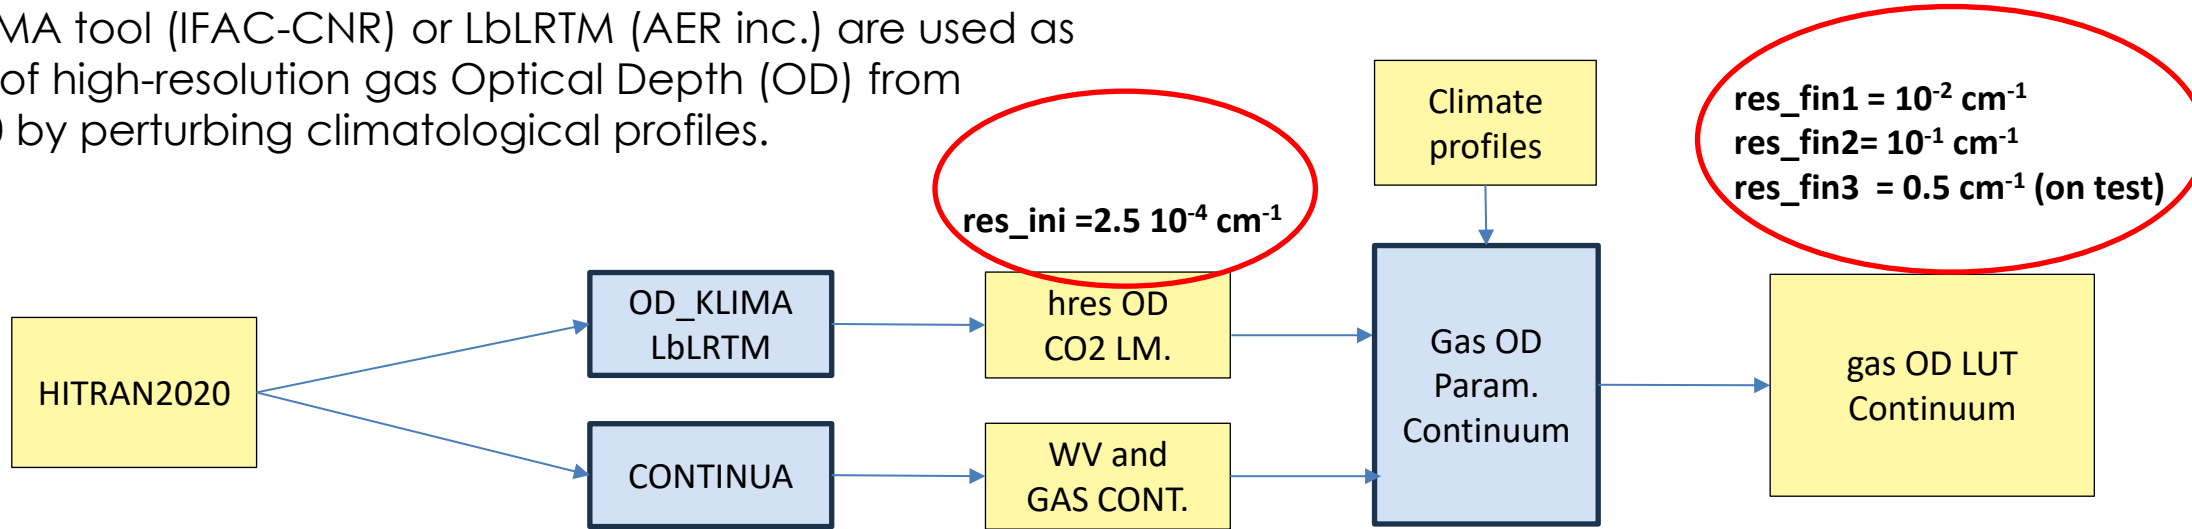 MA tool (IFAC-CNR) or LbLRTM (AER inc.) are used as
of high-resolution gas Optical Depth (OD) from
by perturbing climatological profiles.
res_ini =2.5 10⁻⁴ cm⁻¹
Climate
profiles
res_fin1 = 10⁻² cm⁻¹
res_fin2= 10⁻¹ cm⁻¹
res_fin3 = 0.5 cm⁻¹ (on test)
HITRAN2020
OD_KLIMA
LbLRTM
hres OD
CO2 LM.
CONTINUA
WV and
GAS CONT.
Gas OD
Param.
Continuum
gas OD LUT
Continuum